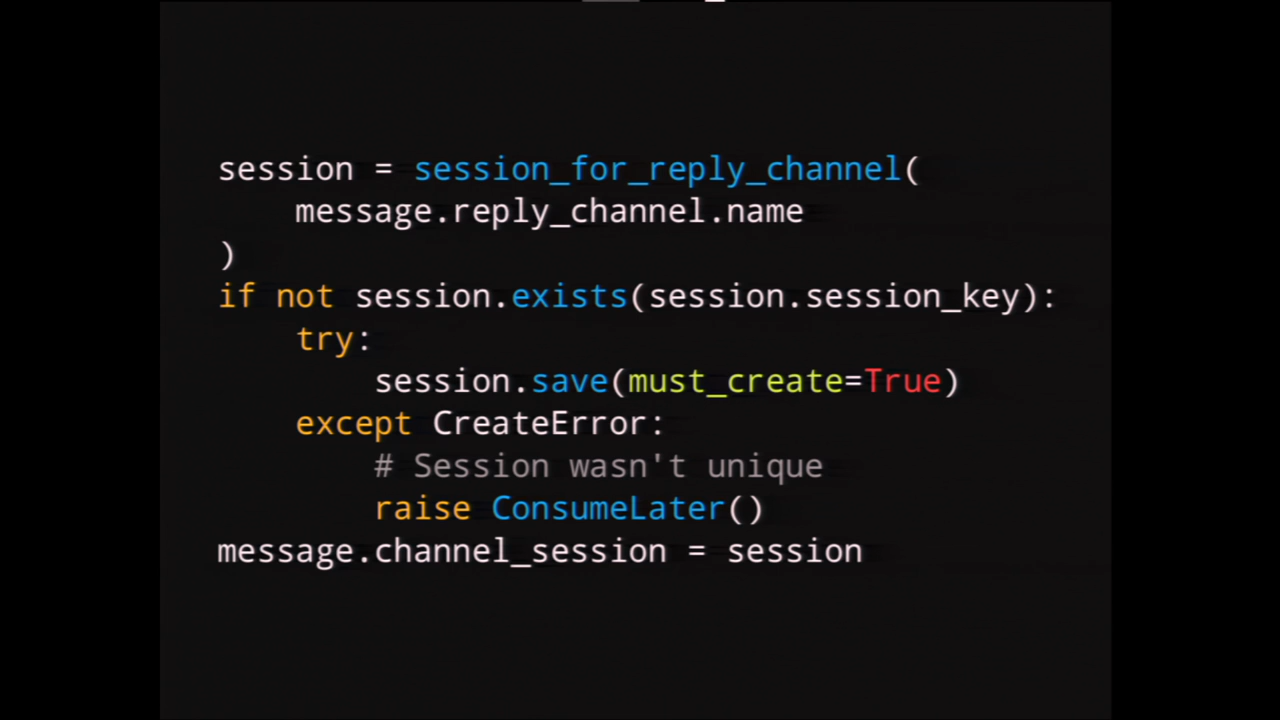 session = session_for_reply_channel(
    message.reply_channel.name
)
if not session.exists(session.session_key):
    try:
        session.save(must_create=True)
    except CreateError:
        # Session wasn't unique
        raise ConsumeLater()
message.channel_session = session